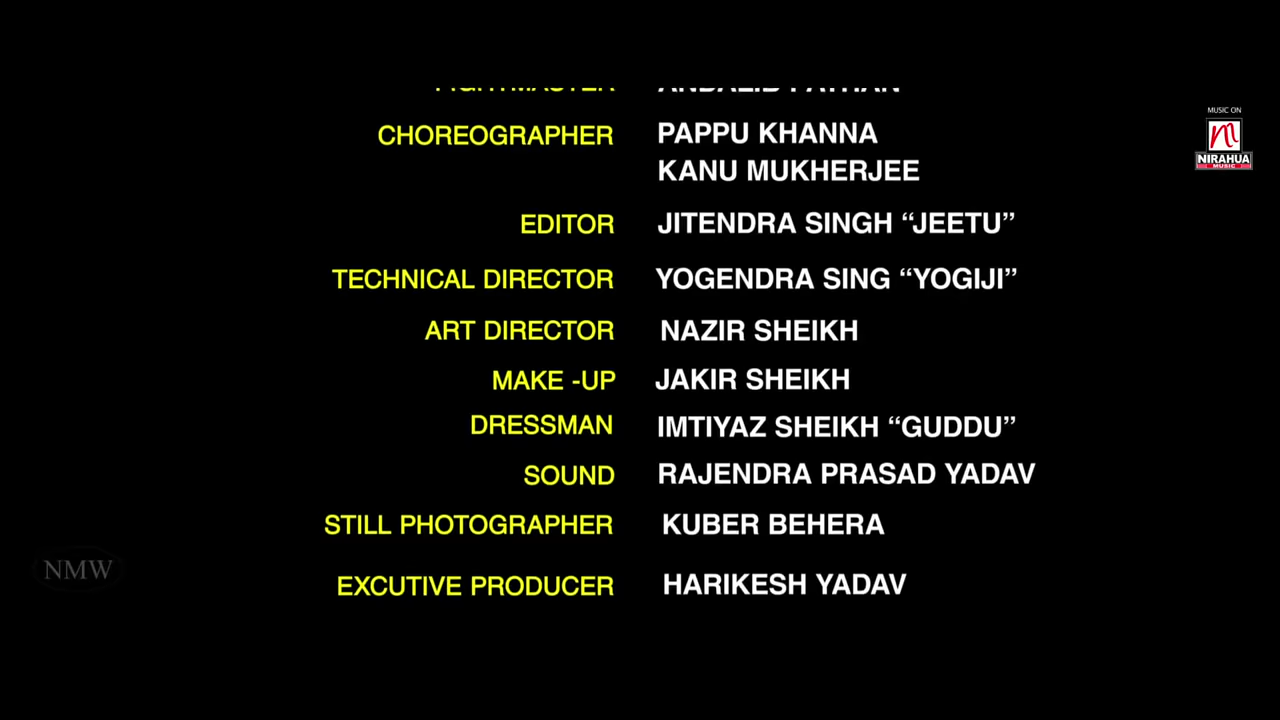 CHOREOGRAPHER PAPPU KHANNA
KANU MUKHERJEE
EDITOR JITENDRA SINGH “JEETU”
TECHNICAL DIRECTOR YOGENDRA SING “YOGIJI”
ART DIRECTOR NAZIR SHEIKH
MAKE -UP JAKIR SHEIKH
DRESSMAN IMTIYAZ SHEIKH “GUDDU”
SOUND RAJENDRA PRASAD YADAV
STILL PHOTOGRAPHER KUBER BEHERA
EXCUTIVE PRODUCER HARIKESH YADAV
MUSIC ON
m
NIRAHUA
MUSIC
NMW